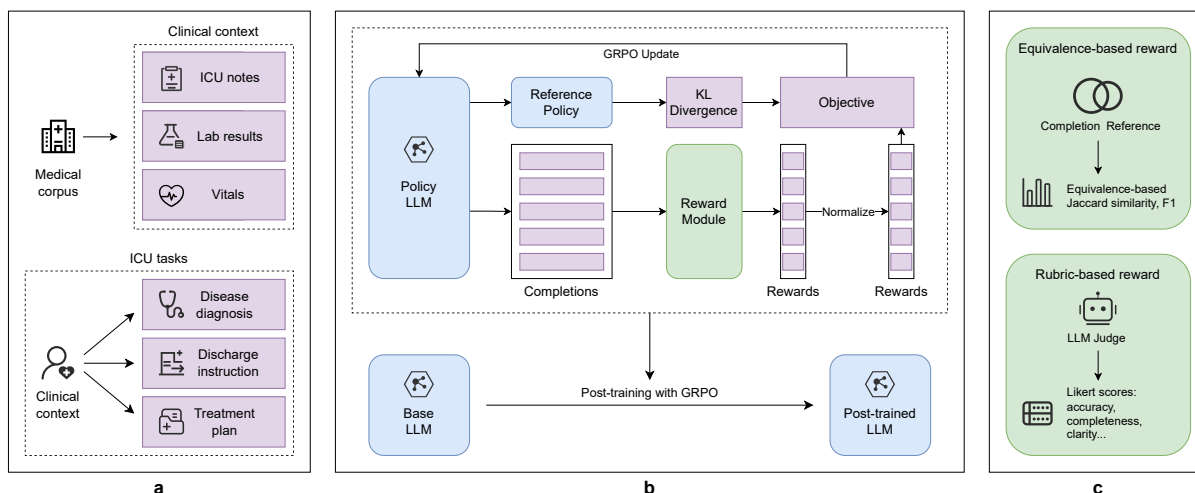 Clinical context
ICU notes
Lab results
Vitals
Medical
corpus
ICU tasks
Disease
diagnosis
Discharge
instruction
Treatment
plan
Clinical
context
a
GRPO Update
Policy
LLM
Reference
Policy
KL
Divergence
Objective
Reward
Module
Normalize
Completions
Rewards
Rewards
Base
LLM
Post-training with GRPO
Post-trained
LLM
b
Equivalence-based reward
Completion Reference
Equivalence-based
Jaccard similarity, F1
Rubric-based reward
LLM Judge
Likert scores:
accuracy,
completeness,
clarity...
c